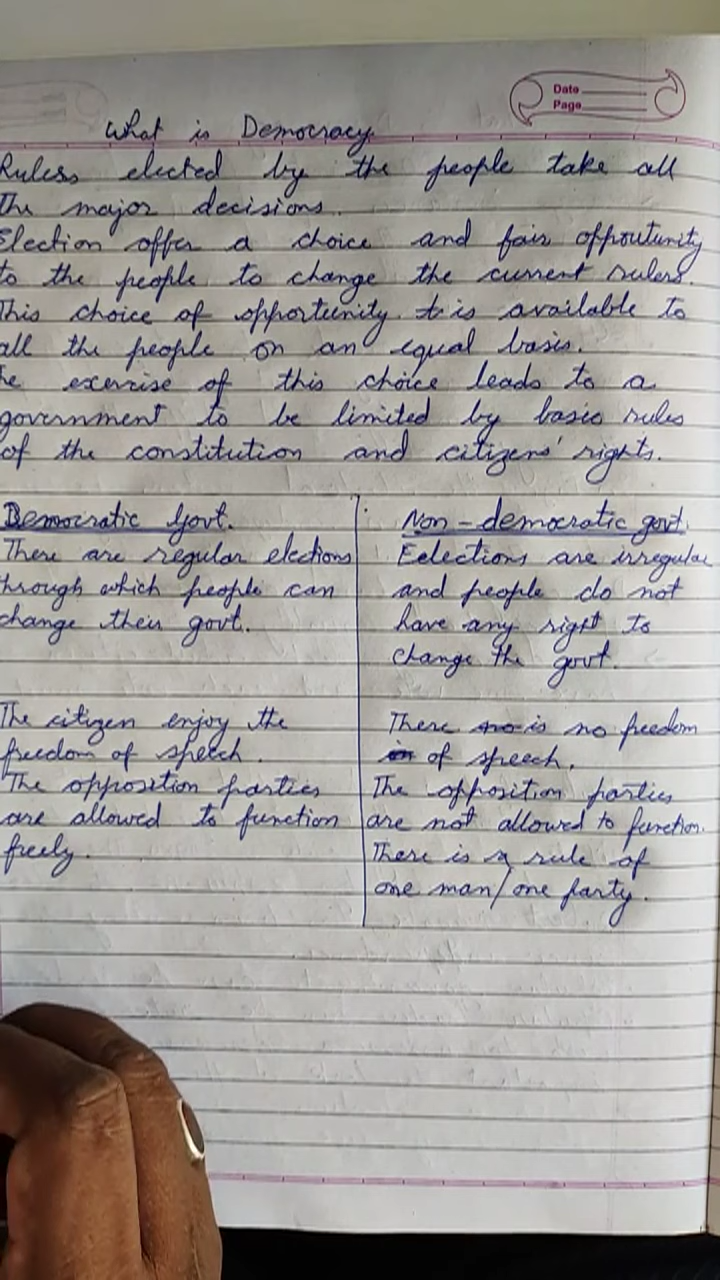 Date
Page
What is Democracy
Rulers elected by the people take all
the major decisions.
Election offer a choice and fair opportunity
to the people to change the current rulers.
This choice of opportunity is available to
all the people on an equal basis.
he exercise of this choice leads to a
government to be limited by basic rules
of the constitution and citizens' rights.
Democratic Govt.
There are regular elections
through which people can
change their govt.
The citizen enjoy the
freedom of speech.
The opposition parties
are allowed to function
freely.
Non-democratic govt.
Eelections are irregular
and people do not
have any right to
change the govt.
There is no freedom
of speech.
The opposition parties
are not allowed to function.
There is a rule of
one man/one party.